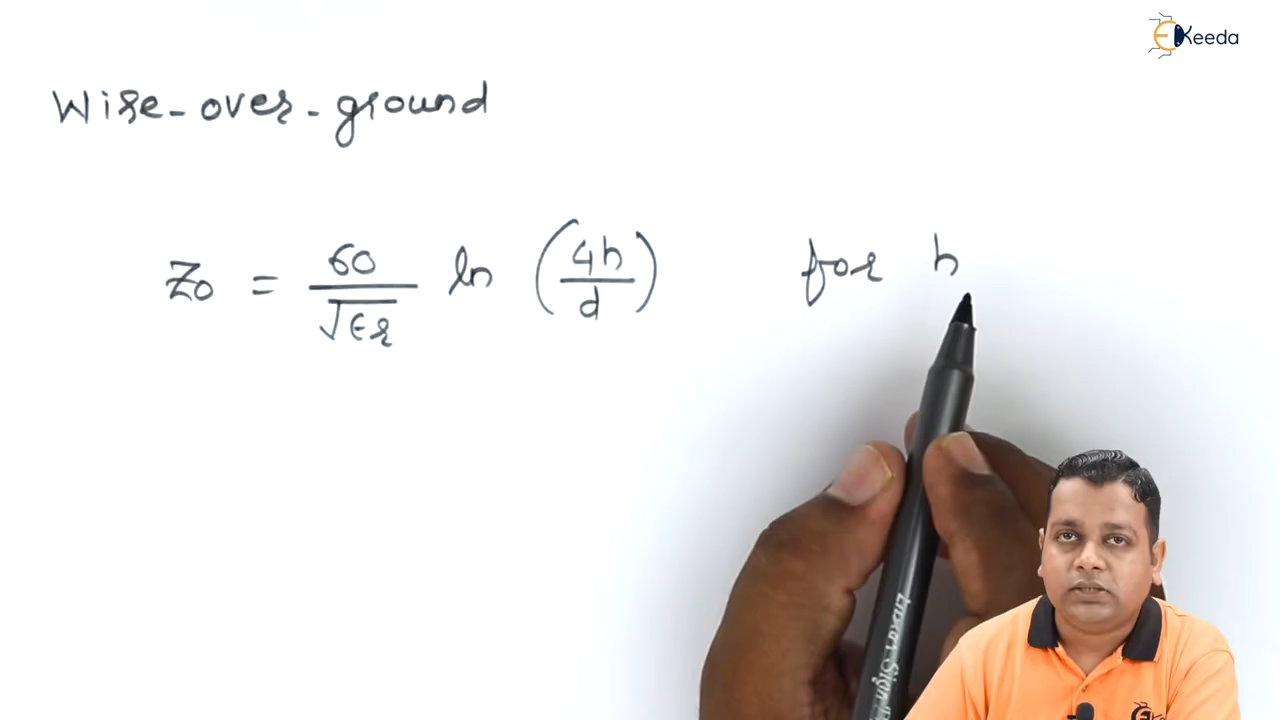 EKeeda
Wire-over-ground
Z0 = 60/√εr ln (4h/d) for h